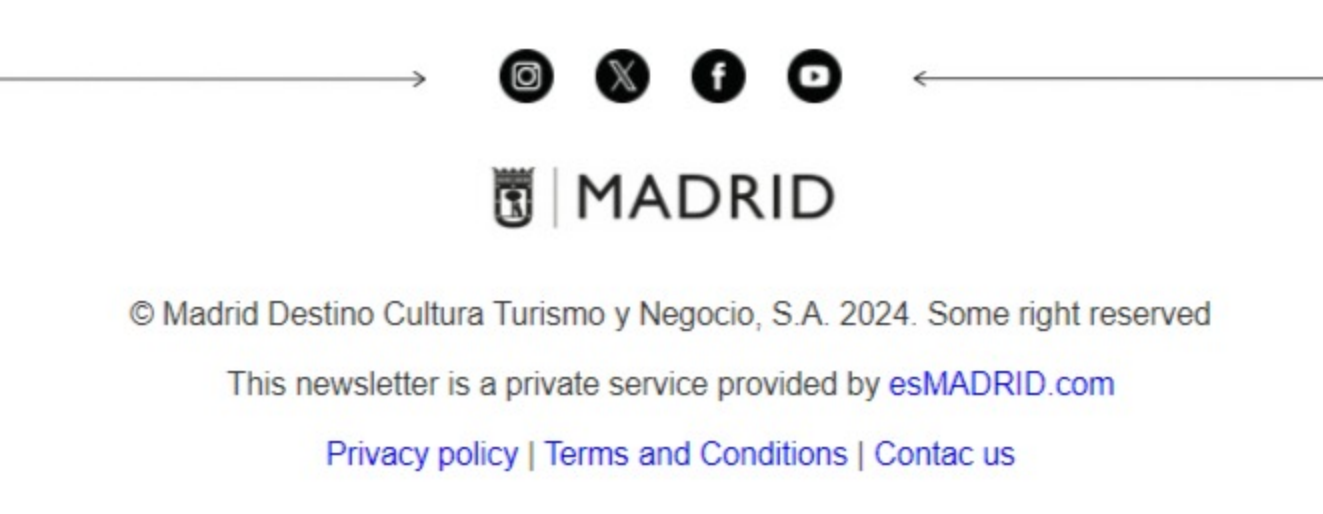 MADRID
© Madrid Destino Cultura Turismo y Negocio, S.A. 2024. Some right reserved
This newsletter is a private service provided by esMADRID.com
Privacy policy | Terms and Conditions | Contac us